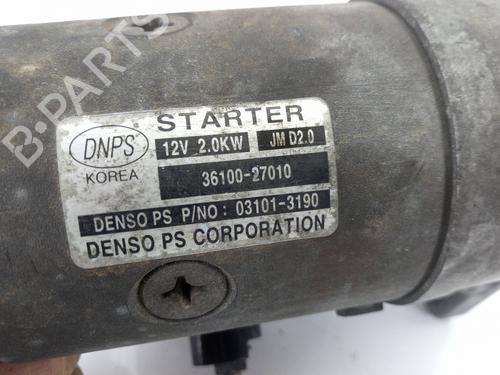 STARTER
DNPS
KOREA
12V 2.0KW
JM D2.0
36100-27010
DENSO PS P/NO: 03101-3190
DENSO PS CORPORATION
B-PARTS